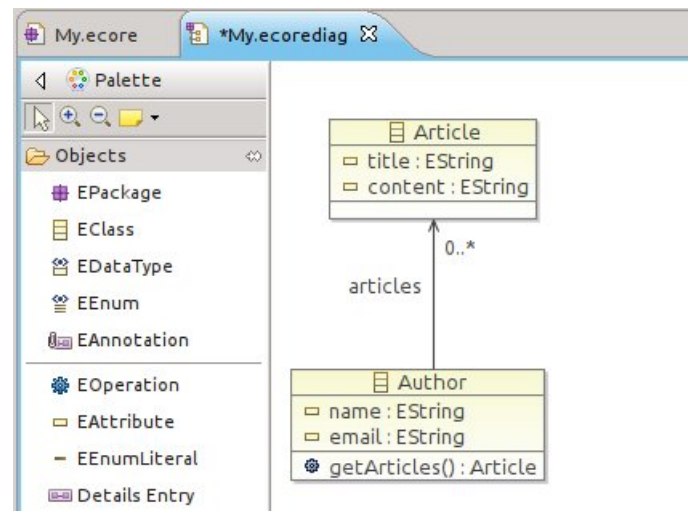 My.ecore
*My.ecorediag
Palette
Objects
EPackage
EClass
EDataType
EEnum
EAnnotation
EOperation
EAttribute
EEnumLiteral
Details Entry
Article
title : EString
content : EString
0..*
articles
Author
name : EString
email : EString
getArticles() : Article